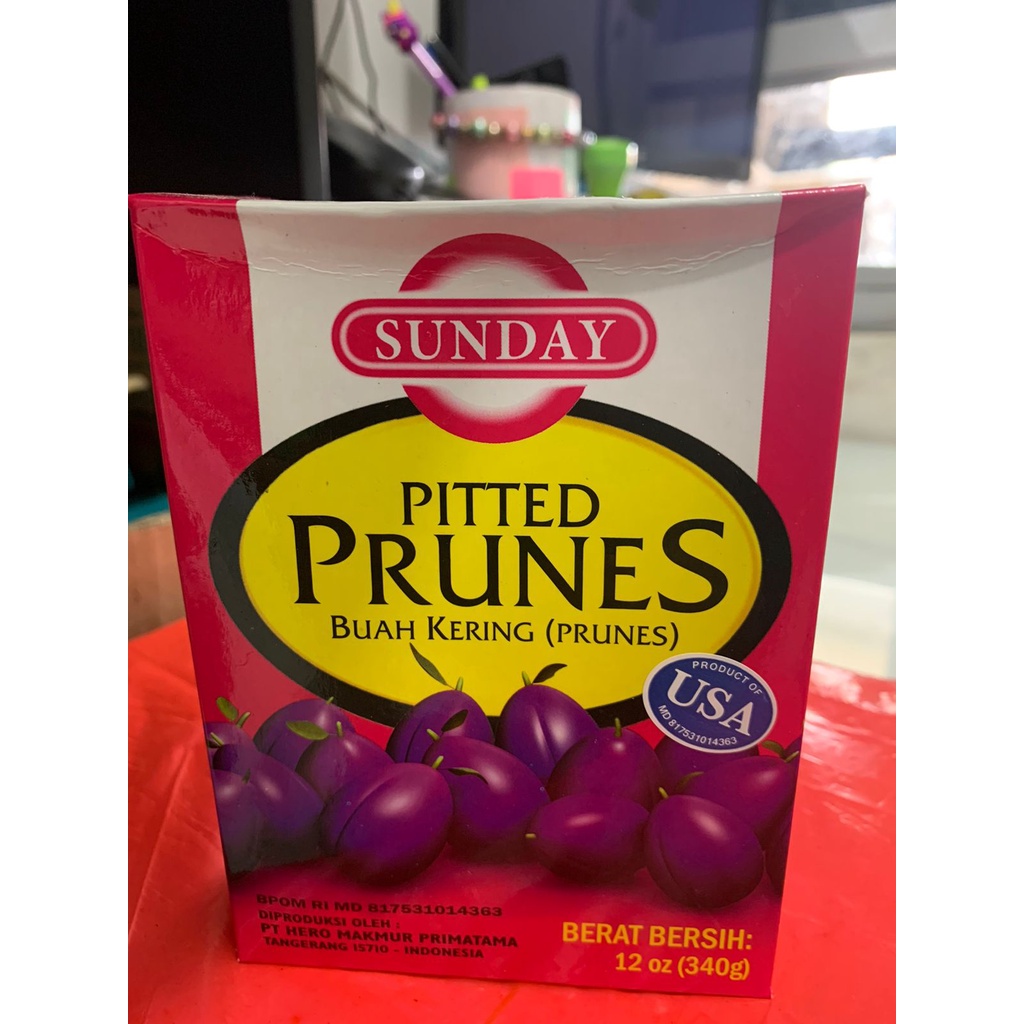 SUNDAY
PITTED
PRUNES
BUAH KERING (PRUNES)
PRODUCT OF
USA
MD 817531014363
BPOM RI MD 817531014363
DIPRODUKSI OLEH :
PT HERO MAKMUR PRIMATAMA
TANGERANG 15710 - INDONESIA
BERAT BERSIH:
12 oz (340g)